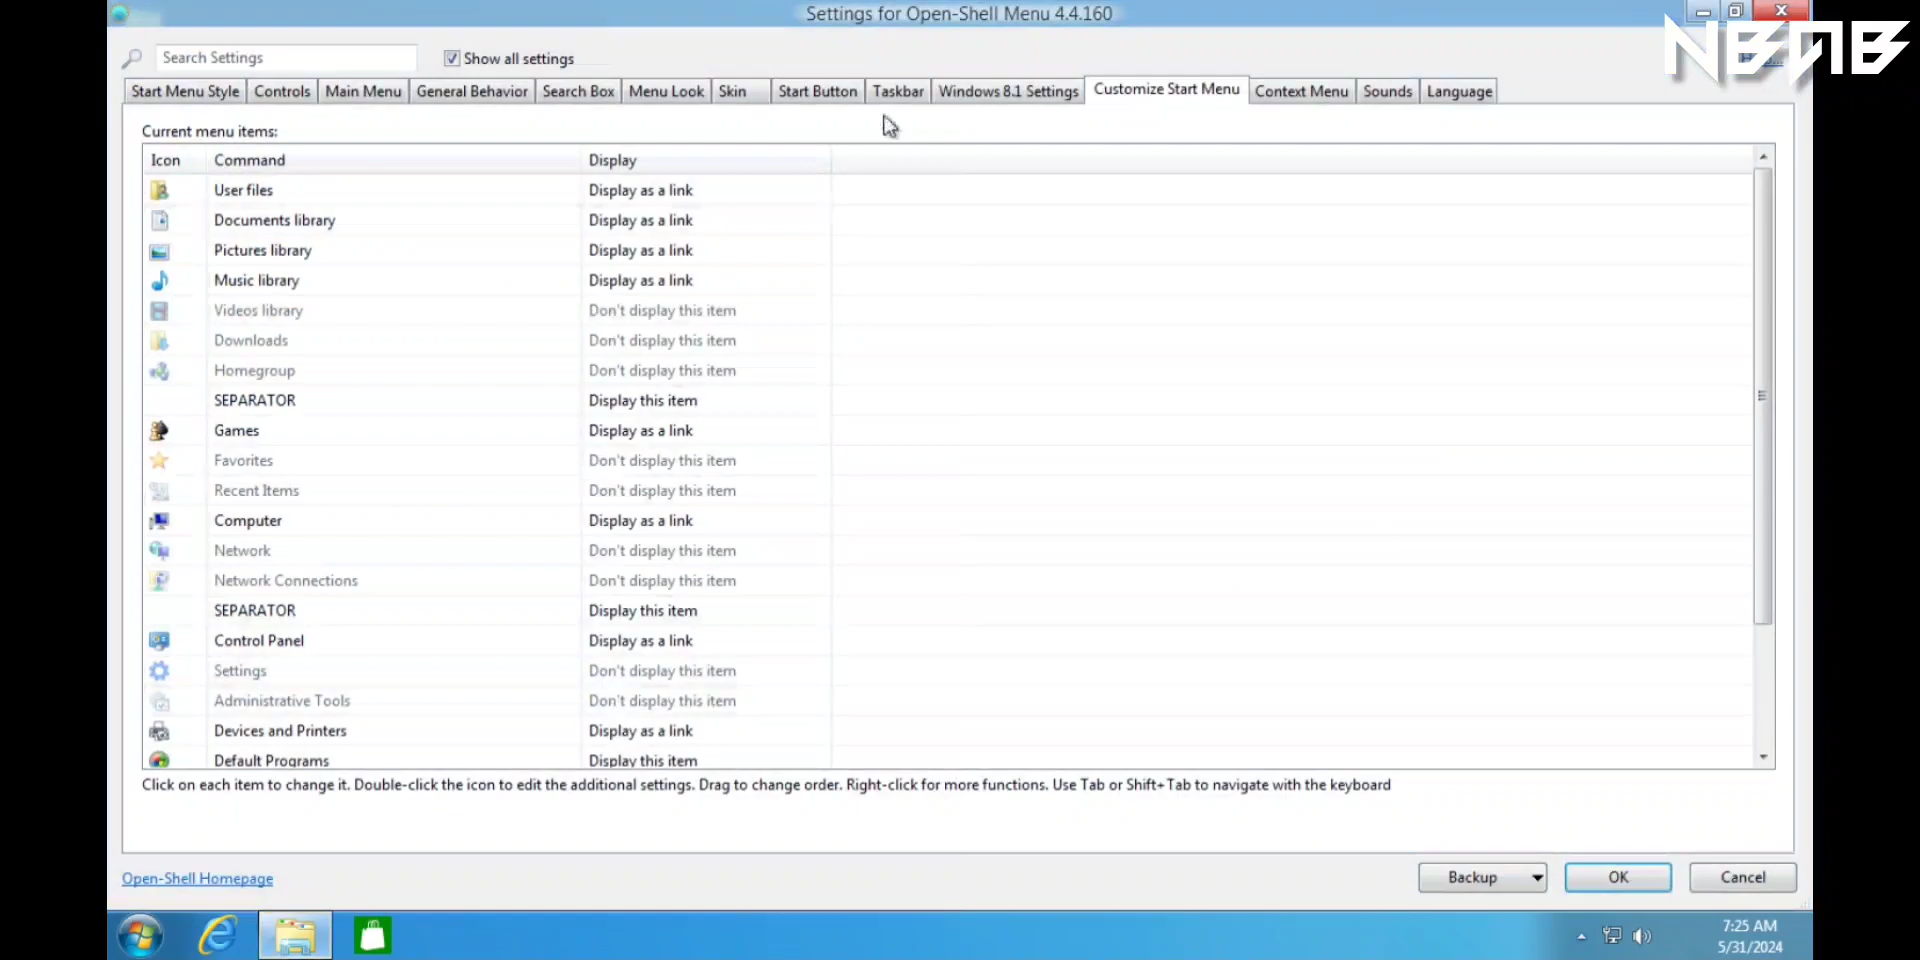 Settings for Open-Shell Menu 4.4.160
NBAB
Search Settings
Show all settings
Start Menu Style
Controls
Main Menu
General Behavior
Search Box
Menu Look
Skin
Start Button
Taskbar
Windows 8.1 Settings
Customize Start Menu
Context Menu
Sounds
Language
Current menu items:
Icon Command Display
User files Display as a link
Documents library Display as a link
Pictures library Display as a link
Music library Display as a link
Videos library Don't display this item
Downloads Don't display this item
Homegroup Don't display this item
SEPARATOR Display this item
Games Display as a link
Favorites Don't display this item
Recent Items Don't display this item
Computer Display as a link
Network Don't display this item
Network Connections Don't display this item
SEPARATOR Display this item
Control Panel Display as a link
Settings Don't display this item
Administrative Tools Don't display this item
Devices and Printers Display as a link
Default Programs Display this item
Click on each item to change it. Double-click the icon to edit the additional settings. Drag to change order. Right-click for more functions. Use Tab or Shift+Tab to navigate with the keyboard
Open-Shell Homepage
Backup
OK
Cancel
7:25 AM
5/31/2024